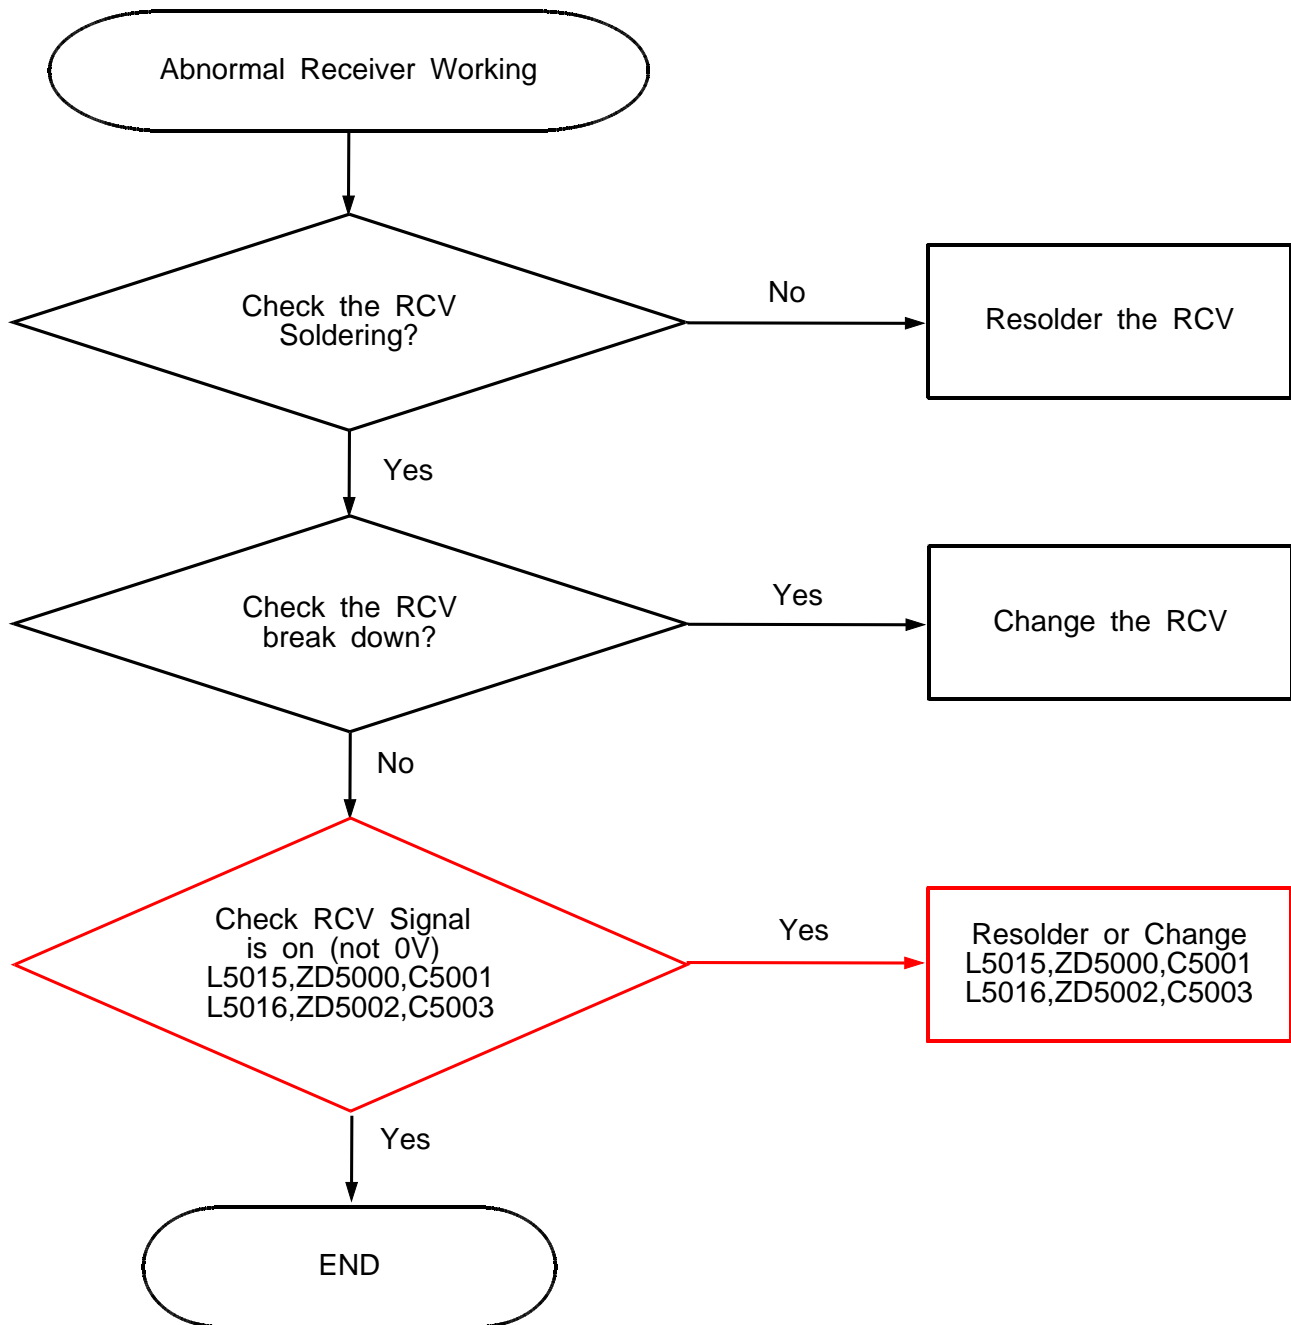 Abnormal Receiver Working
Check the RCV
Soldering?
No
Resolder the RCV
Yes
Check the RCV
break down?
Yes
Change the RCV
No
Check RCV Signal
is on (not 0V)
L5015,ZD5000,C5001
L5016,ZD5002,C5003
Yes
Resolder or Change
L5015,ZD5000,C5001
L5016,ZD5002,C5003
Yes
END